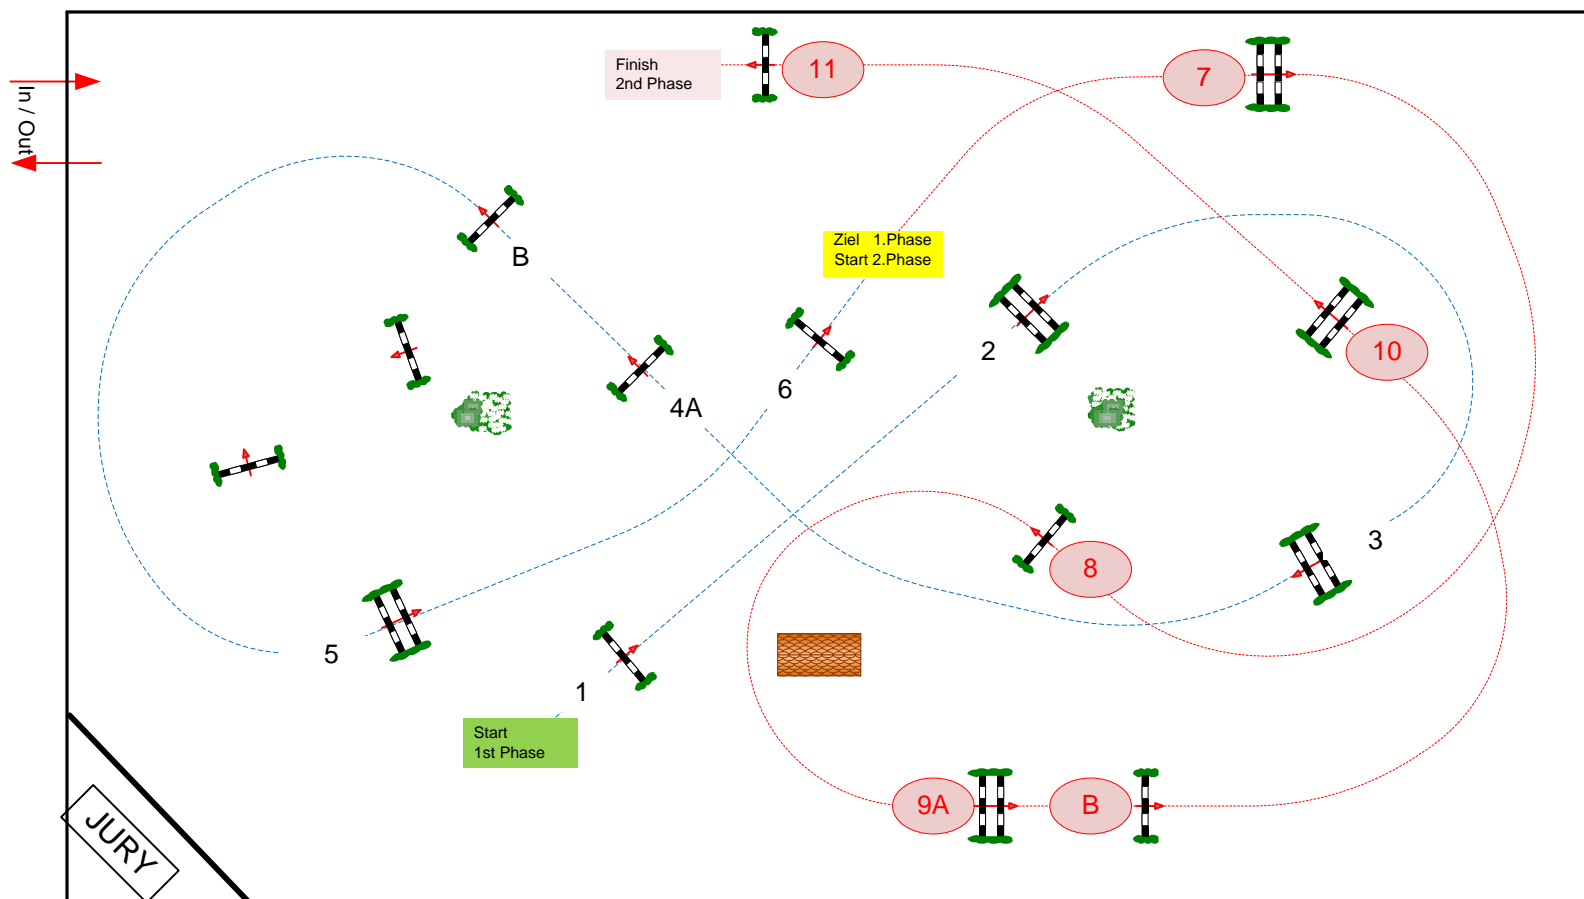 Finish
2nd Phase
11
7
In / Out
B
Ziel 1.Phase
Start 2.Phase
2
10
6
4A
3
8
5
1
Start
1st Phase
9A
B
JURY